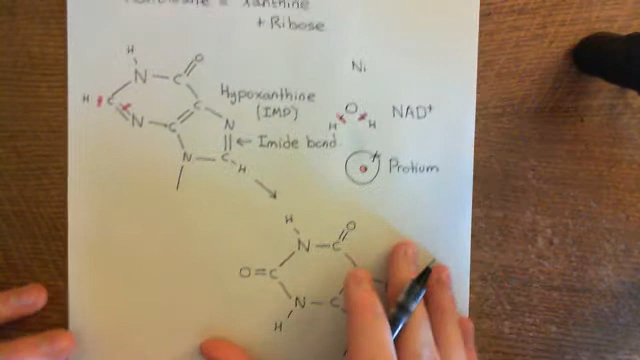 = Xanthine
+ Ribose
H
N
C
O
H
C
N
C
C
N
N
C
H
Hypoxanthine
(IMP)
← Imide bond
Ni
O
H
H
NAD+
Protium
H
O
N
C
O=C
N
C
H